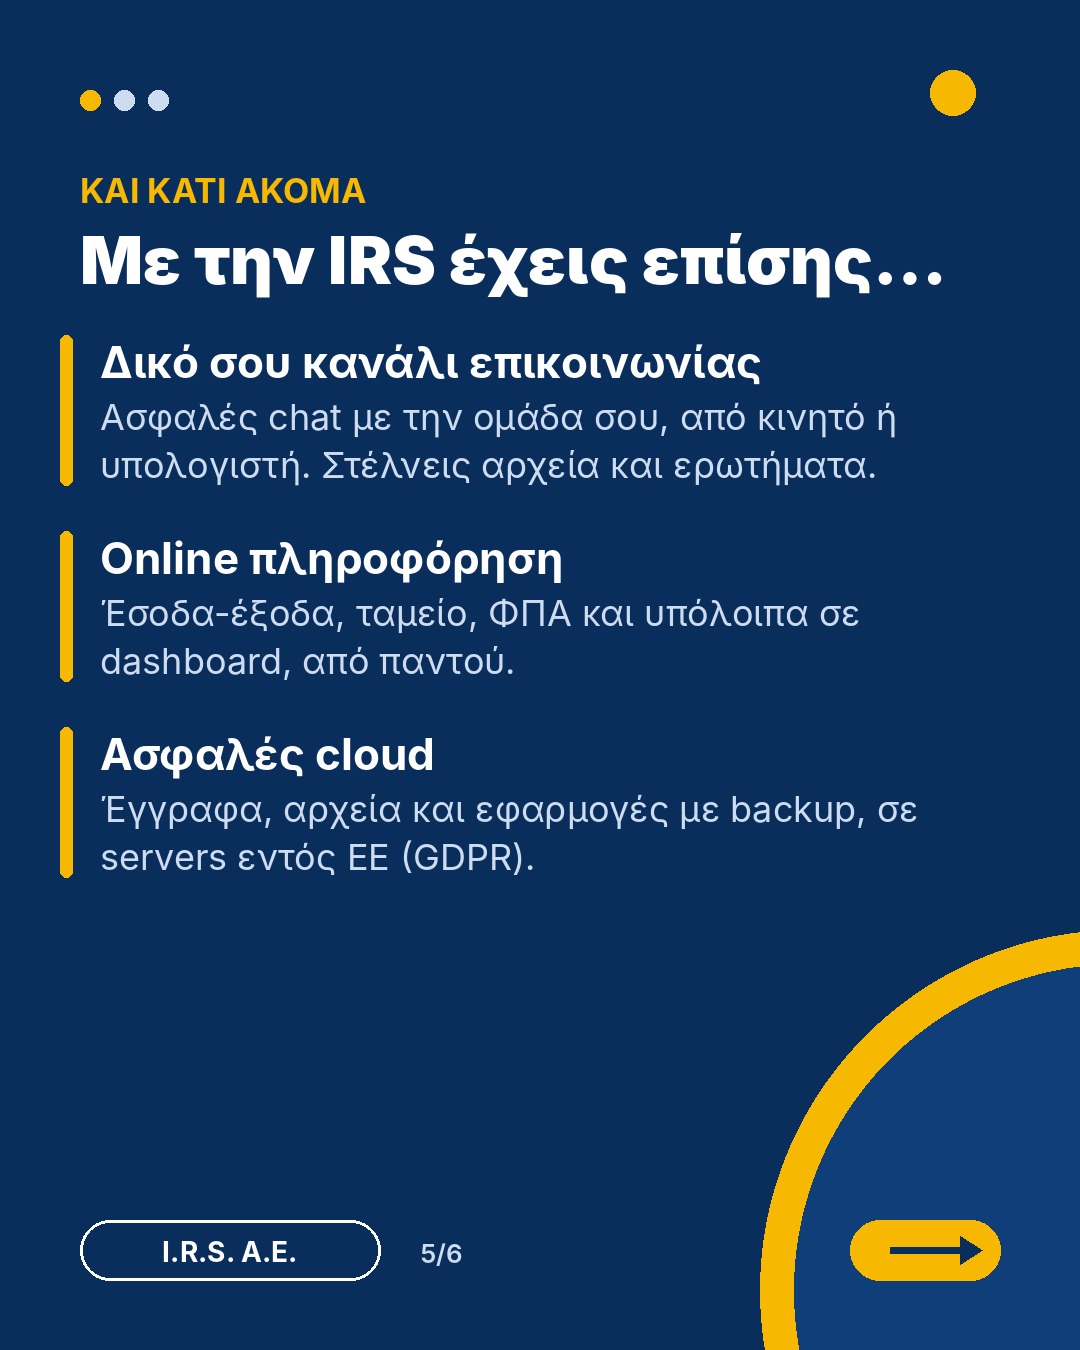 ΚΑΙ ΚΑΤΙ ΑΚΟΜΑ
Με την IRS έχεις επίσης…
Δικό σου κανάλι επικοινωνίας
Ασφαλές chat με την ομάδα σου, από κινητό ή
υπολογιστή. Στέλνεις αρχεία και ερωτήματα.
Online πληροφόρηση
Έσοδα-έξοδα, ταμείο, ΦΠΑ και υπόλοιπα σε
dashboard, από παντού.
Ασφαλές cloud
Έγγραφα, αρχεία και εφαρμογές με backup, σε
servers εντός ΕΕ (GDPR).
I.R.S. A.E.
5/6